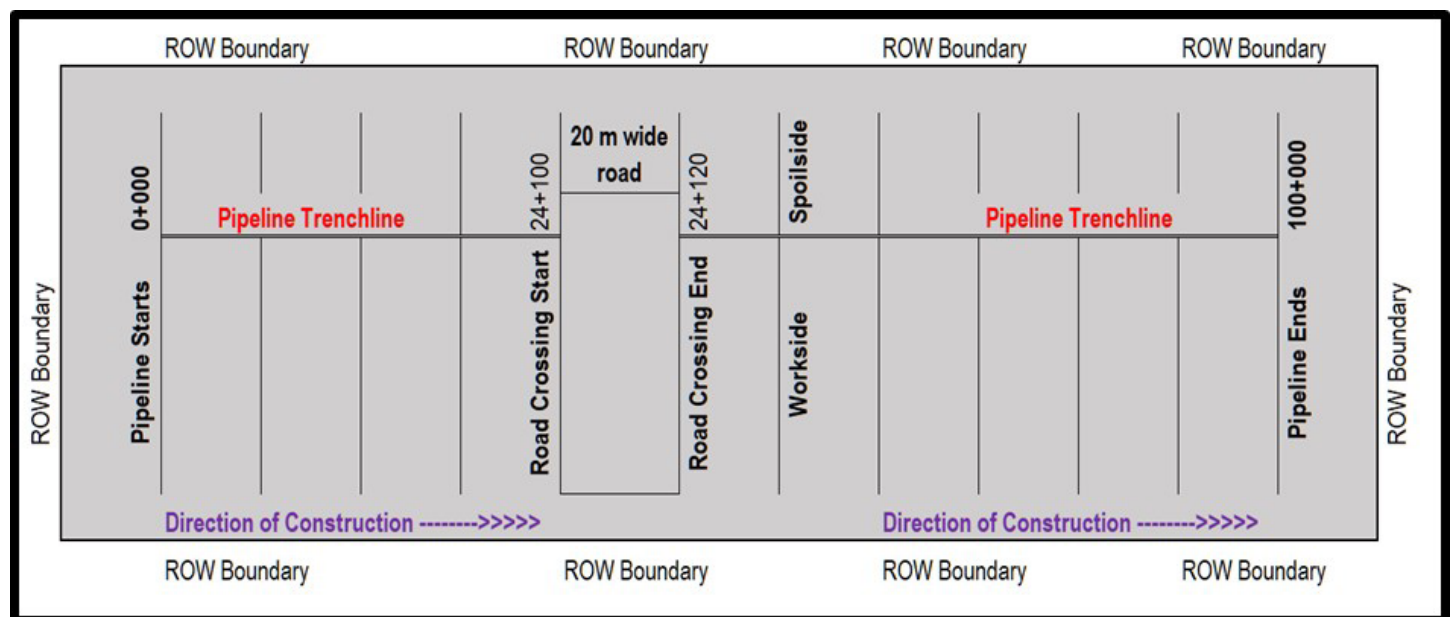 ROW Boundary ROW Boundary ROW Boundary ROW Boundary
20 m wide
road
0+000
24+100
24+120
Spoilside
100+000
Pipeline Trenchline
Pipeline Trenchline
ROW Boundary
Pipeline Starts
Road Crossing Start
Road Crossing End
Workside
Pipeline Ends
ROW Boundary
Direction of Construction -------->>>>>
Direction of Construction -------->>>>>
ROW Boundary ROW Boundary ROW Boundary ROW Boundary